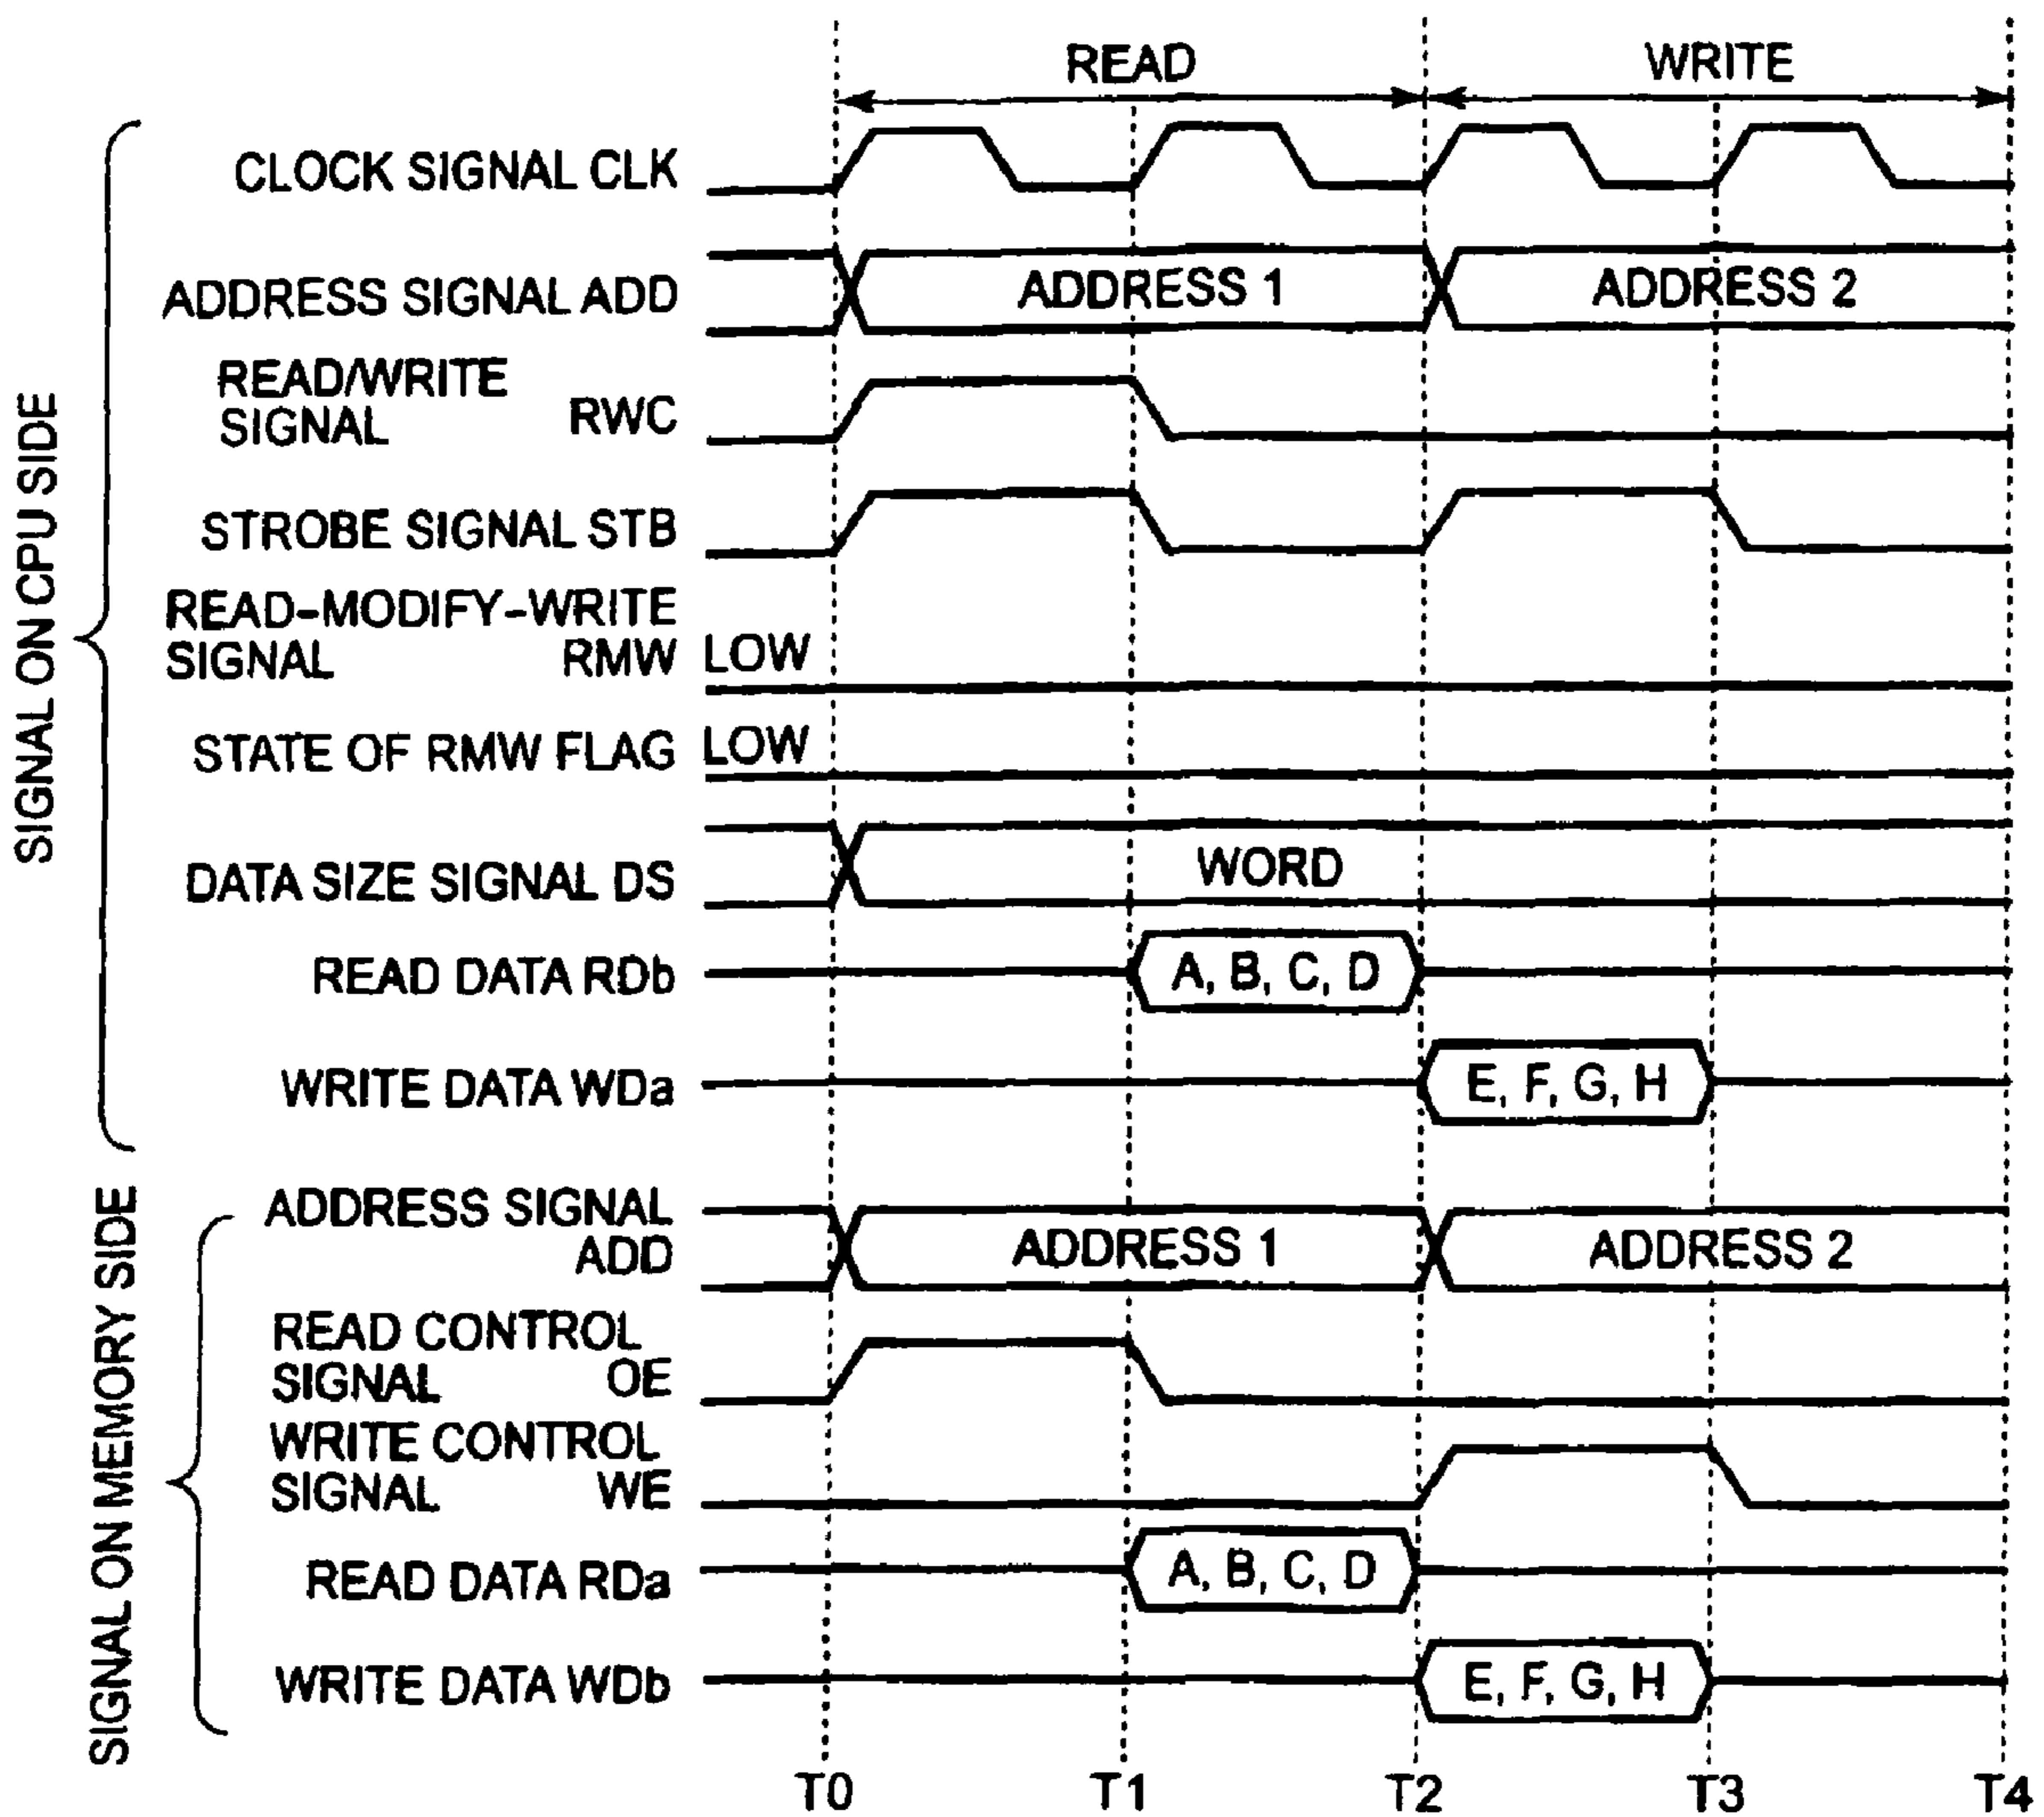 READ WRITE
SIGNAL ON CPU SIDE
CLOCK SIGNAL CLK
ADDRESS SIGNAL ADD ADDRESS 1 ADDRESS 2
READ/WRITE
SIGNAL RWC
STROBE SIGNAL STB
READ-MODIFY-WRITE
SIGNAL RMW LOW
STATE OF RMW FLAG LOW
DATA SIZE SIGNAL DS WORD
READ DATA RDb A, B, C, D
WRITE DATA WDa E, F, G, H
SIGNAL ON MEMORY SIDE
ADDRESS SIGNAL
ADD ADDRESS 1 ADDRESS 2
READ CONTROL
SIGNAL OE
WRITE CONTROL
SIGNAL WE
READ DATA RDa A, B, C, D
WRITE DATA WDb E, F, G, H
T0 T1 T2 T3 T4